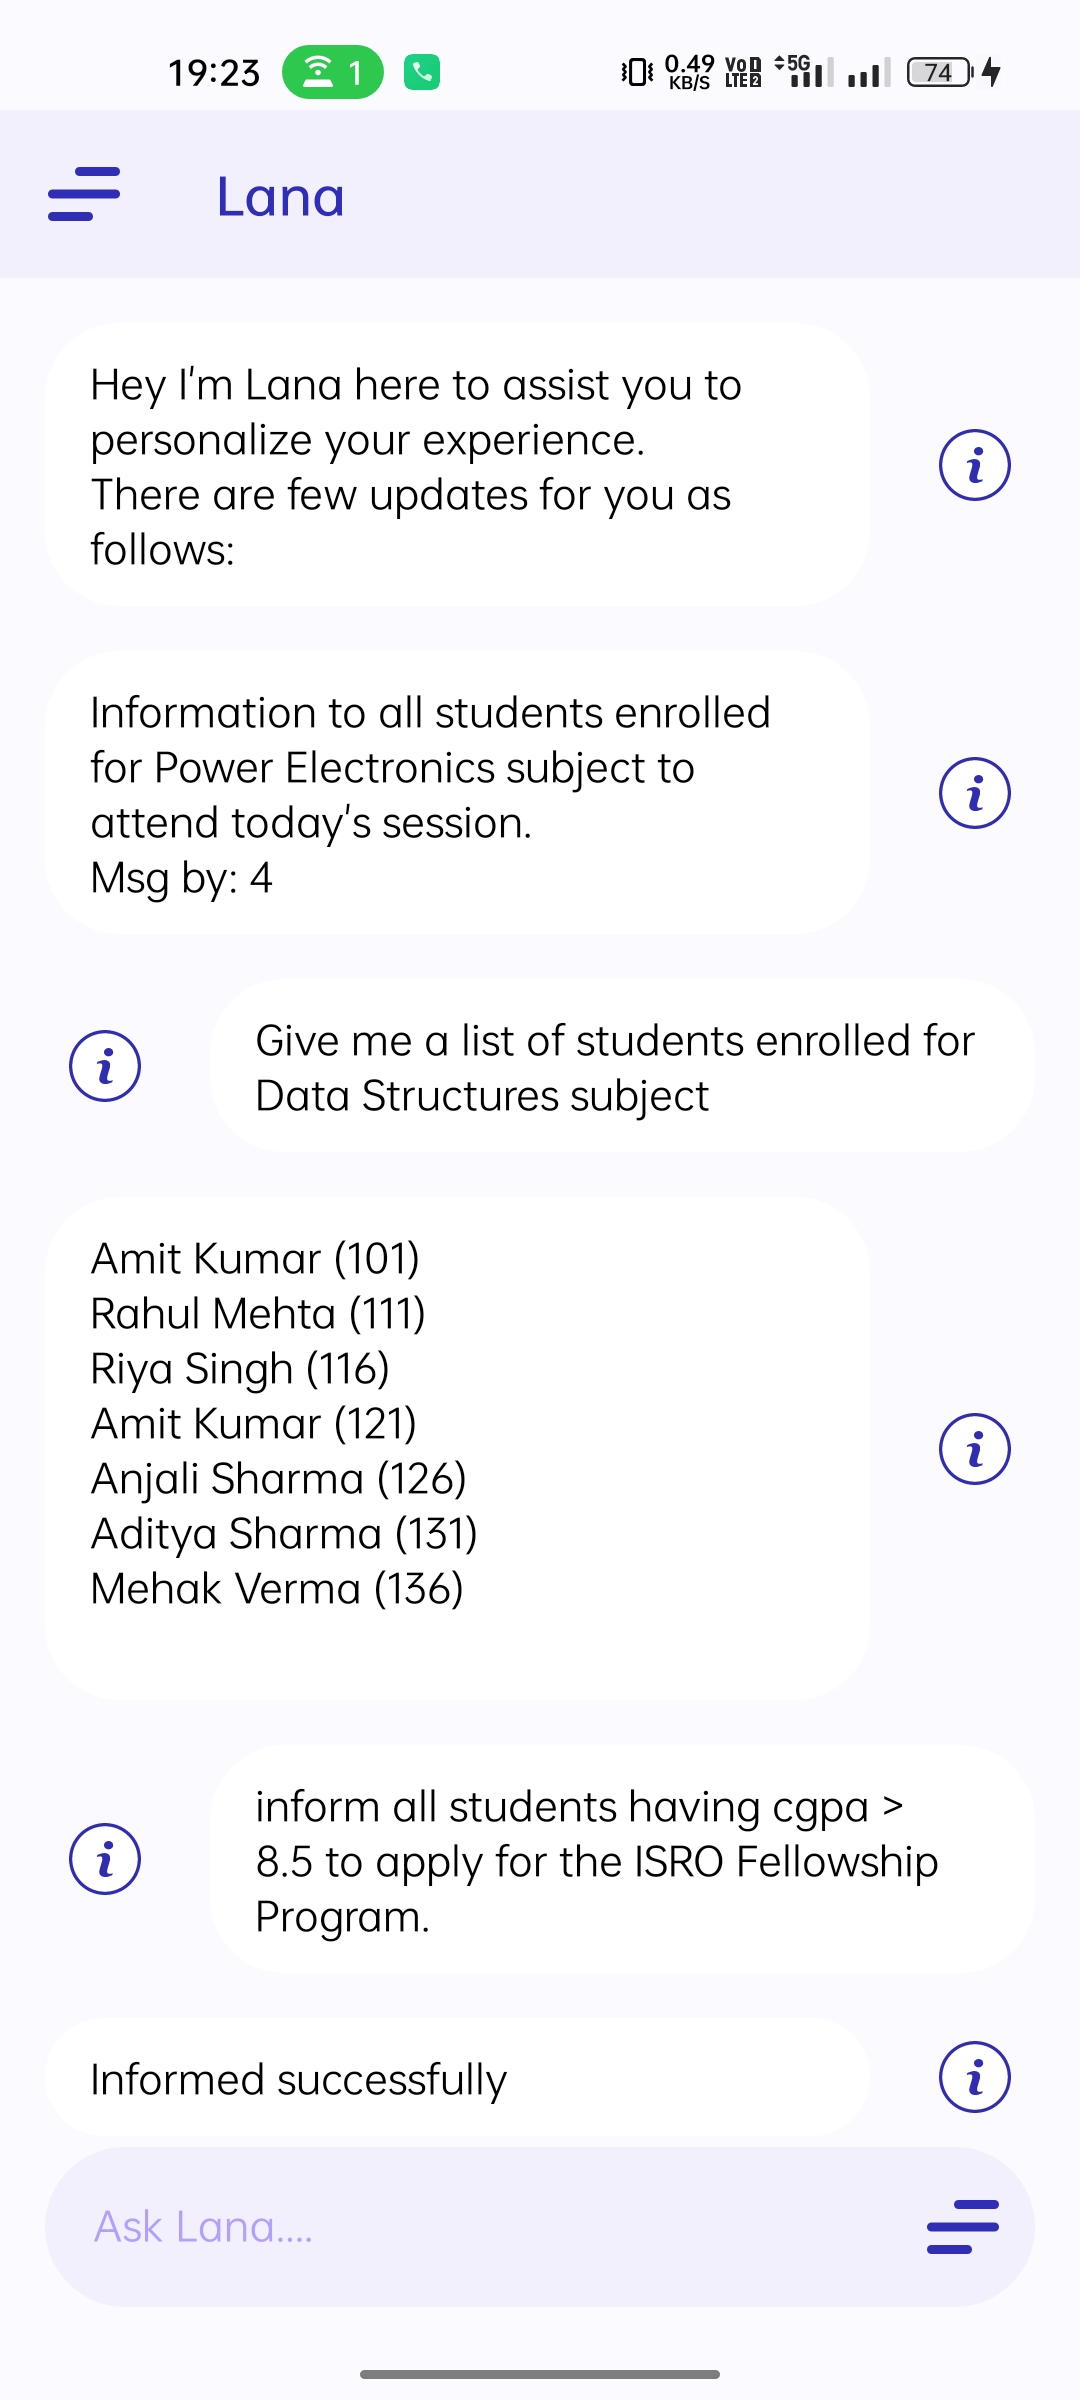 19:23 1 0.49 KB/S Vo 1 LTE 2 5G 74
Lana
Hey I'm Lana here to assist you to
personalize your experience.
There are few updates for you as
follows:
i
Information to all students enrolled
for Power Electronics subject to
attend today's session.
Msg by: 4
i
Give me a list of students enrolled for
Data Structures subject
i
Amit Kumar (101)
Rahul Mehta (111)
Riya Singh (116)
Amit Kumar (121)
Anjali Sharma (126)
Aditya Sharma (131)
Mehak Verma (136)
i
inform all students having cgpa >
8.5 to apply for the ISRO Fellowship
Program.
i
Informed successfully
i
Ask Lana....